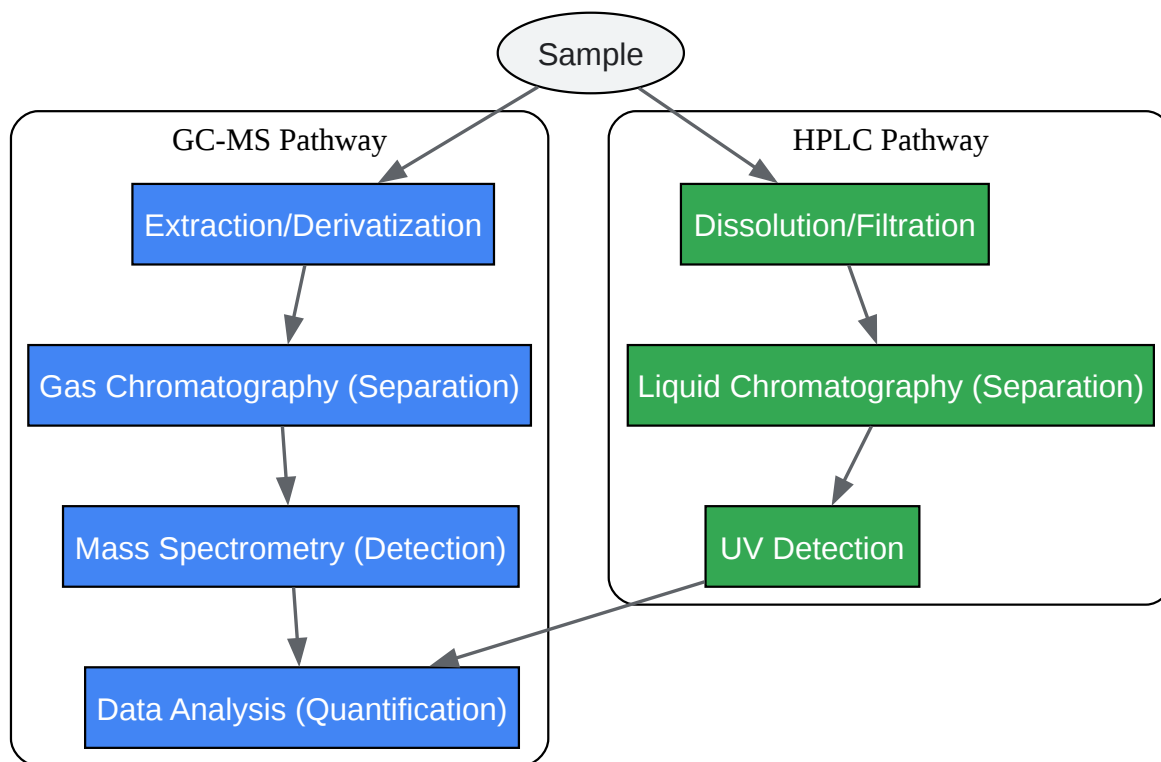 Sample
GC-MS Pathway
Extraction/Derivatization
Gas Chromatography (Separation)
Mass Spectrometry (Detection)
Data Analysis (Quantification)
HPLC Pathway
Dissolution/Filtration
Liquid Chromatography (Separation)
UV Detection